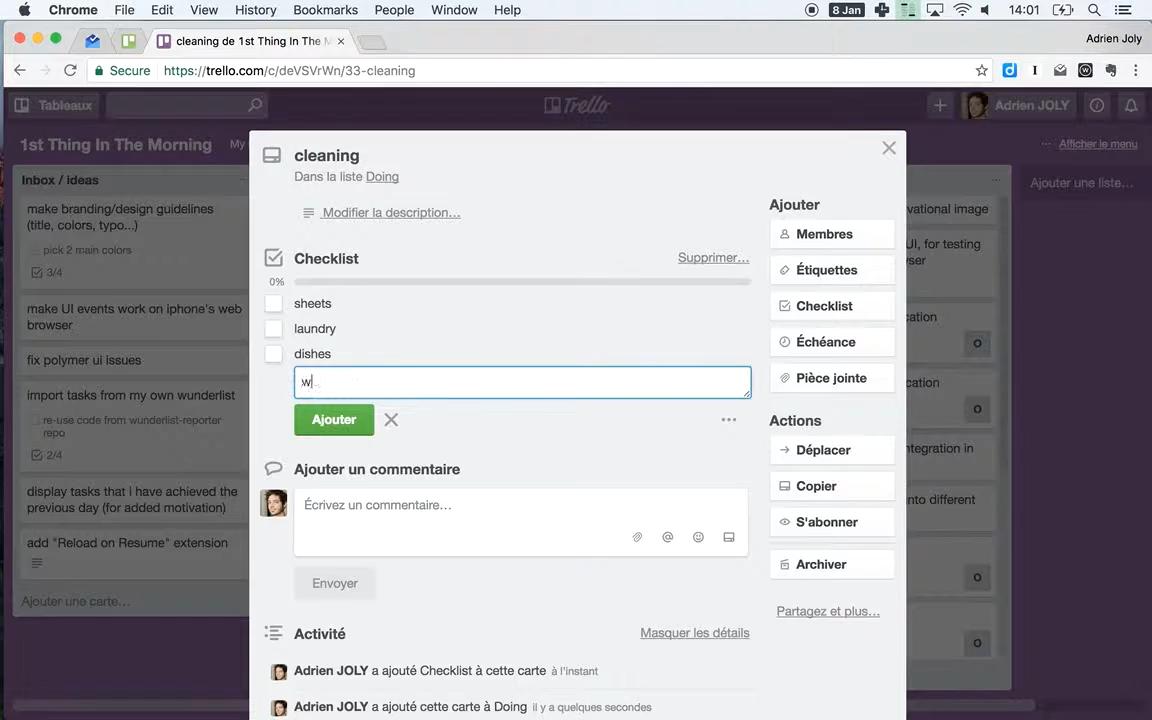 Chrome File Edit View History Bookmarks People Window Help 8 Jan 14:01
cleaning de 1st Thing In The M Adrien Joly
Secure https://trello.com/c/deVSVrWn/33-cleaning
Tableaux Trello Adrien JOLY
1st Thing In The Morning My Afficher le menu
Inbox / ideas
make branding/design guidelines
(title, colors, typo...)
pick 2 main colors
3/4
make UI events work on iphone's web
browser
fix polymer ui issues
import tasks from my own wunderlist
re-use code from wunderlist-reporter
repo
2/4
display tasks that i have achieved the
previous day (for added motivation)
add "Reload on Resume" extension
Ajouter une carte…
cleaning
Dans la liste Doing
Modifier la description…
Checklist Supprimer…
0%
sheets
laundry
dishes
w
Ajouter
Ajouter un commentaire
Écrivez un commentaire…
Envoyer
Activité Masquer les détails
Adrien JOLY a ajouté Checklist à cette carte à l'instant
Adrien JOLY a ajouté cette carte à Doing il y a quelques secondes
Ajouter
Membres
Étiquettes
Checklist
Échéance
Pièce jointe
Actions
Déplacer
Copier
S'abonner
Archiver
Partagez et plus…
vational image
UI, for testing
ser
cation
O
cation
O
ntegration in
nto different
O
O
Ajouter une liste…